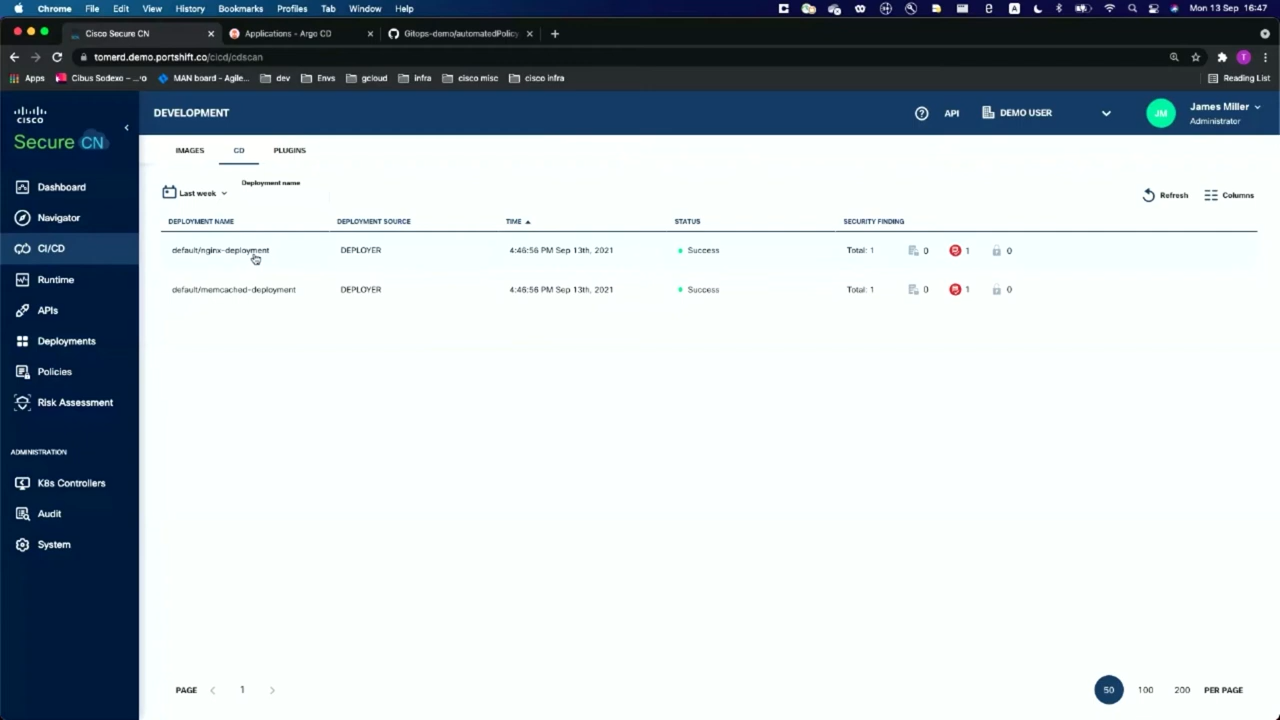 Chrome File Edit View History Bookmarks Profiles Tab Window Help
A
Mon 13 Sep 16:47
Cisco Secure CN
Applications - Argo CD
Gitops-demo/automatedPolicy
tomerd.demo.portshift.co/cicd/cdscan
T
Apps
Cibus Sodexo – ...ס
MAN board - Agile...
dev
Envs
gcloud
infra
cisco misc
cisco infra
Reading List
CISCO
Secure CN
DEVELOPMENT
API
DEMO USER
JM
James Miller
Administrator
Dashboard
Navigator
CI/CD
Runtime
APIs
Deployments
Policies
Risk Assessment
ADMINISTRATION
K8s Controllers
Audit
System
IMAGES CD PLUGINS
Last week
Deployment name
Refresh
Columns
DEPLOYMENT NAME DEPLOYMENT SOURCE TIME STATUS SECURITY FINDING
default/nginx-deployment DEPLOYER 4:46:56 PM Sep 13th, 2021 Success Total: 1 0 1 0
default/memcached-deployment DEPLOYER 4:46:56 PM Sep 13th, 2021 Success Total: 1 0 1 0
PAGE < 1 >
50 100 200 PER PAGE